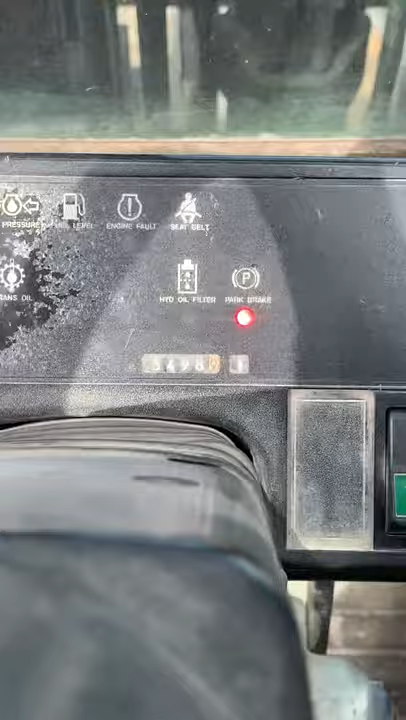 PRESSURE FUEL LEVEL ENGINE FAULT SEAT BELT
TRANS OIL HYD OIL FILTER PARK BRAKE
P